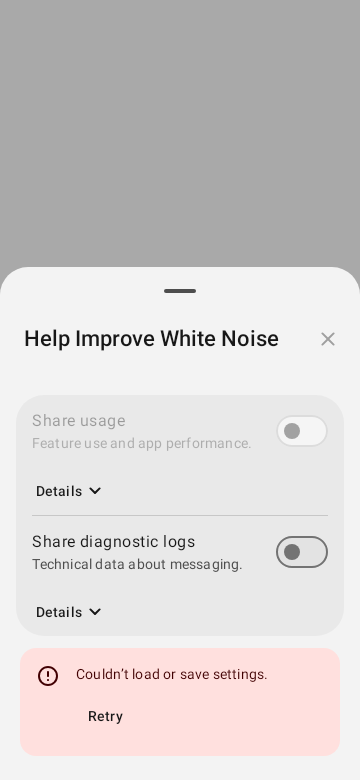 Help Improve White Noise
Share usage
Feature use and app performance.
Details
Share diagnostic logs
Technical data about messaging.
Details
Couldn’t load or save settings.
Retry